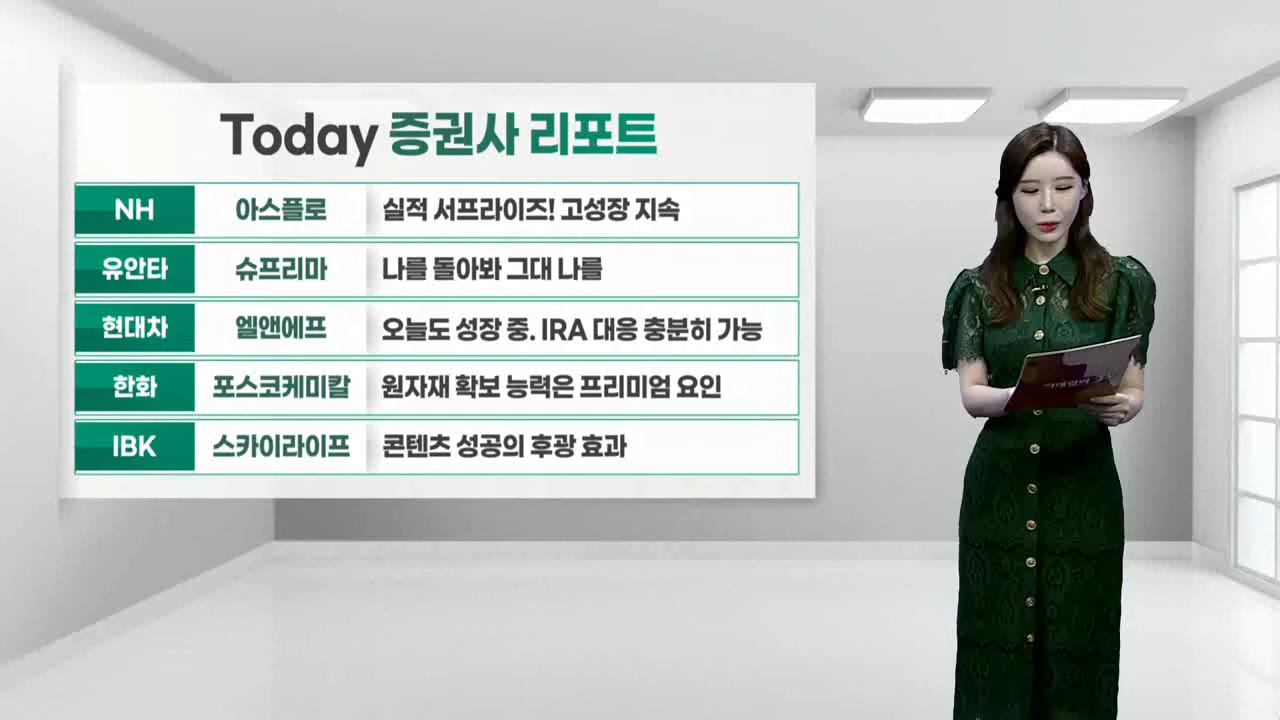 Today 증권사 리포트
NH 아스플로 실적 서프라이즈! 고성장 지속
유안타 슈프리마 나를 돌아봐 그대 나를
현대차 엘앤에프 오늘도 성장 중. IRA 대응 충분히 가능
한화 포스코케미칼 원자재 확보 능력은 프리미엄 요인
IBK 스카이라이프 콘텐츠 성공의 후광 효과